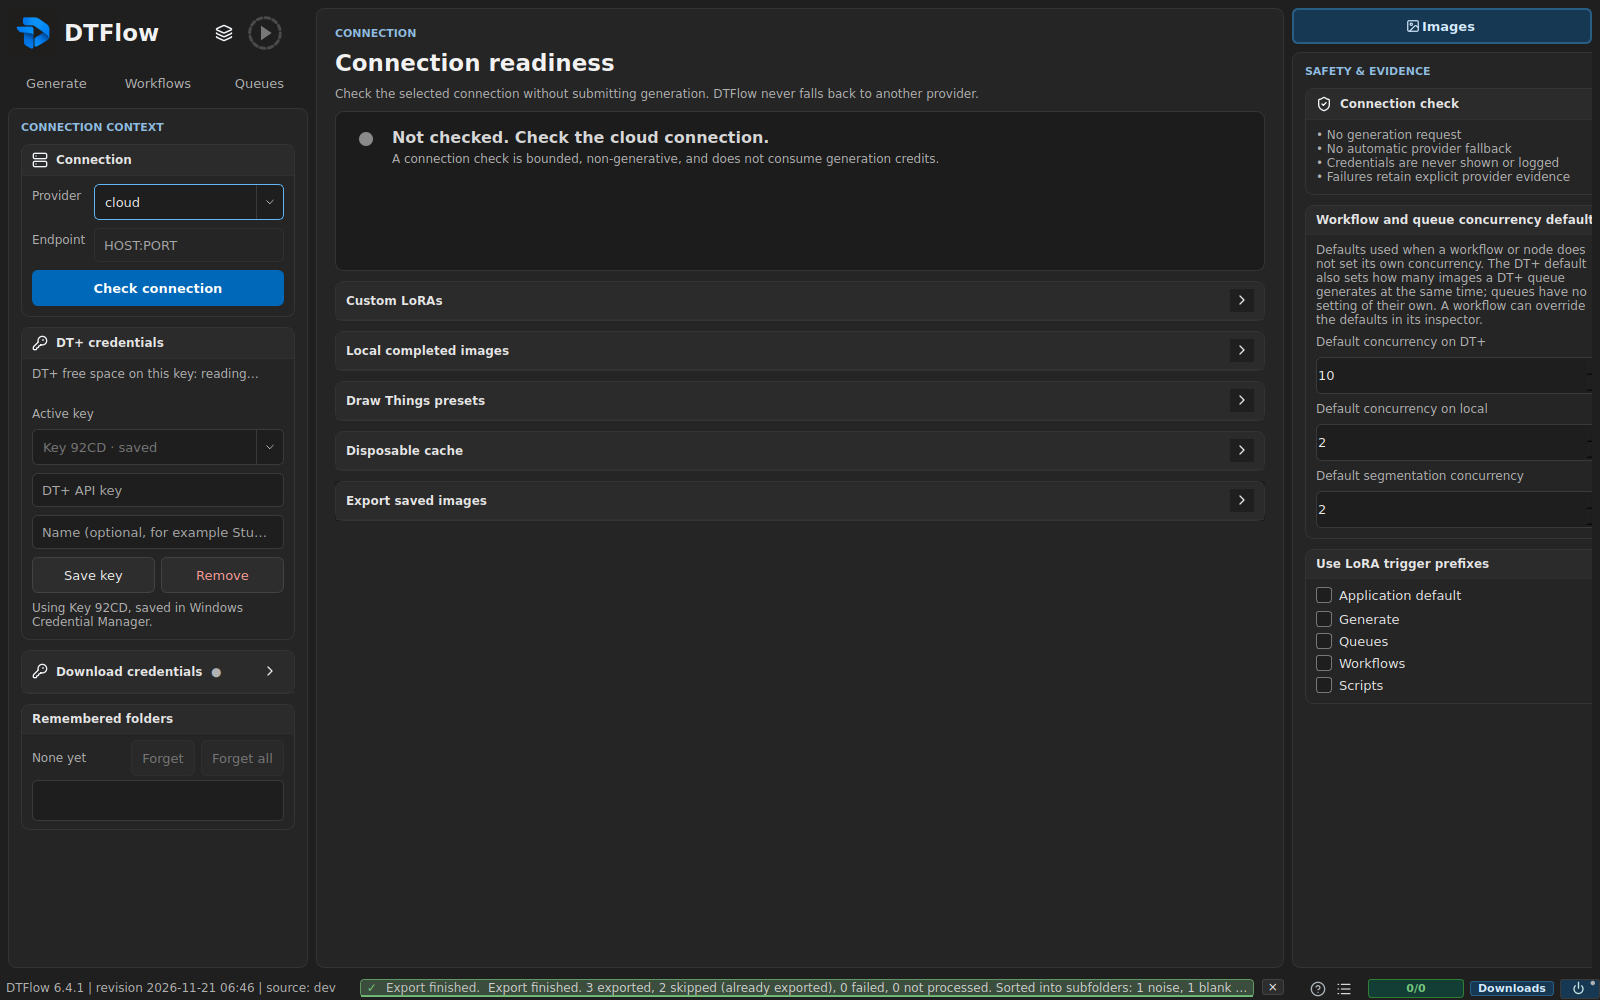 DTFlow
Generate Workflows Queues
CONNECTION CONTEXT
Connection
Provider cloud
Endpoint HOST:PORT
Check connection
DT+ credentials
DT+ free space on this key: reading...
Active key
Key 92CD · saved
DT+ API key
Name (optional, for example Stu...
Save key Remove
Using Key 92CD, saved in Windows
Credential Manager.
Download credentials
Remembered folders
None yet Forget Forget all
CONNECTION
Connection readiness
Check the selected connection without submitting generation. DTFlow never falls back to another provider.
Not checked. Check the cloud connection.
A connection check is bounded, non-generative, and does not consume generation credits.
Custom LoRAs
Local completed images
Draw Things presets
Disposable cache
Export saved images
Images
SAFETY & EVIDENCE
Connection check
• No generation request
• No automatic provider fallback
• Credentials are never shown or logged
• Failures retain explicit provider evidence
Workflow and queue concurrency default
Defaults used when a workflow or node does
not set its own concurrency. The DT+ default
also sets how many images a DT+ queue
generates at the same time; queues have no
setting of their own. A workflow can override
the defaults in its inspector.
Default concurrency on DT+
10
Default concurrency on local
2
Default segmentation concurrency
2
Use LoRA trigger prefixes
Application default
Generate
Queues
Workflows
Scripts
DTFlow 6.4.1 | revision 2026-11-21 06:46 | source: dev
✓ Export finished. Export finished. 3 exported, 2 skipped (already exported), 0 failed, 0 not processed. Sorted into subfolders: 1 noise, 1 blank ...
0/0 Downloads